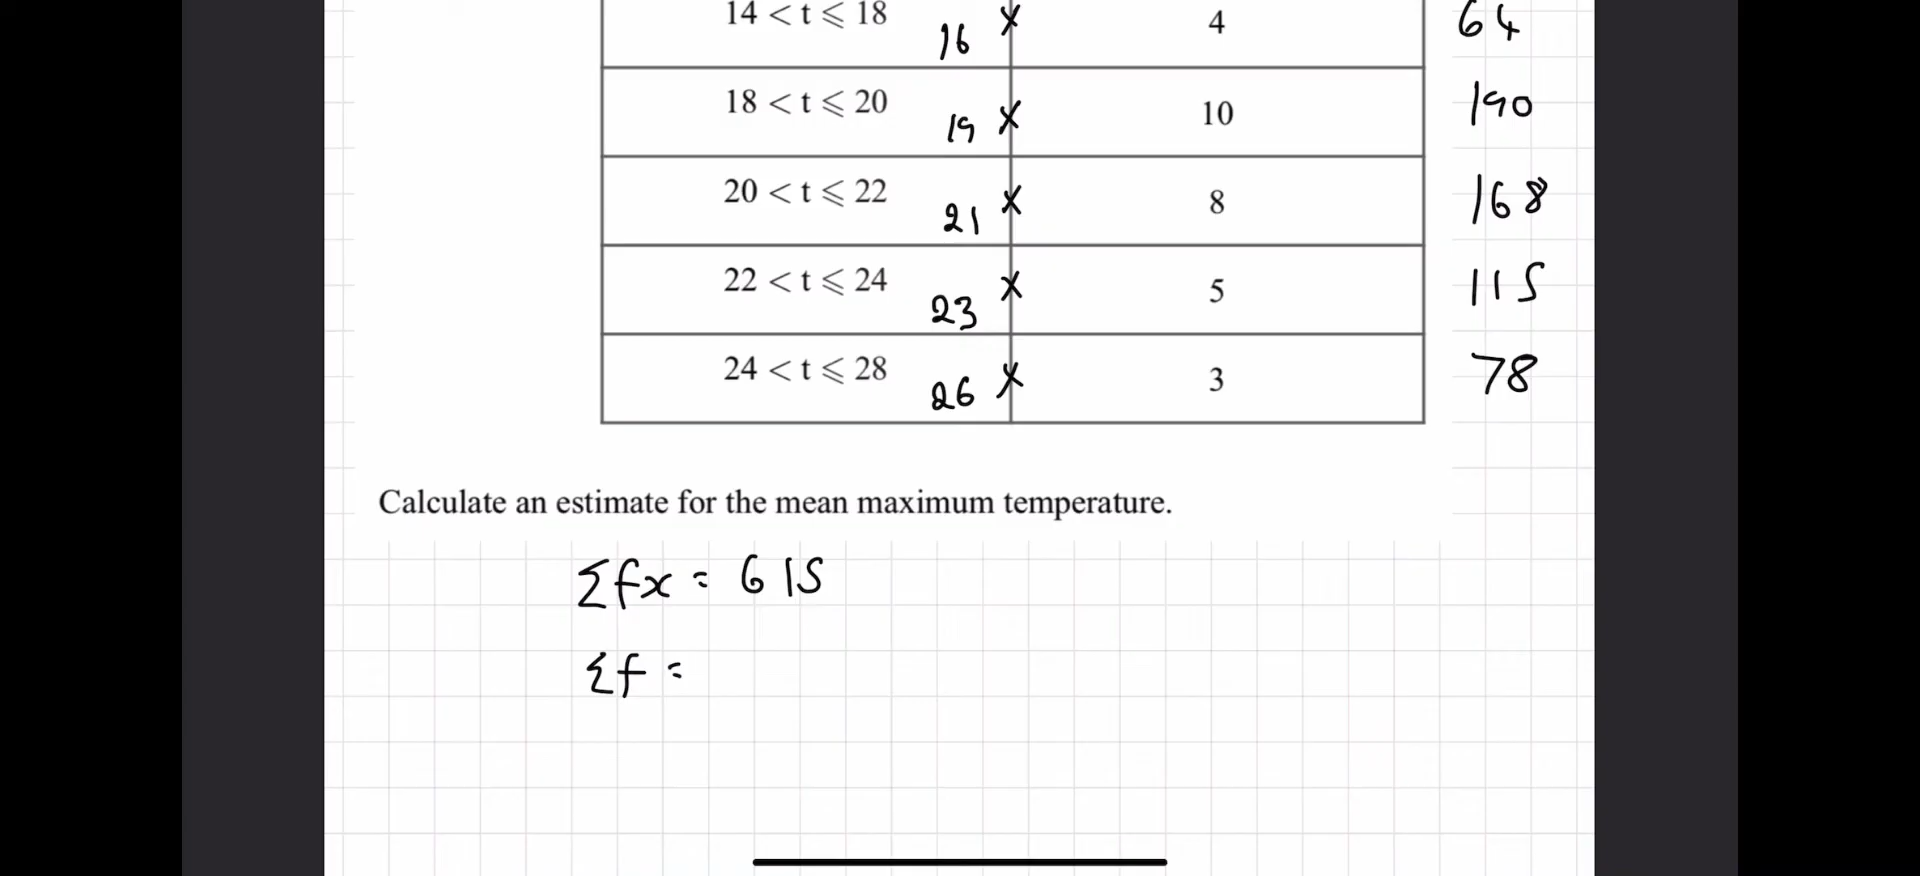 14 < t ⩽ 18 16 × 4 64
18 < t ⩽ 20 19 × 10 190
20 < t ⩽ 22 21 × 8 168
22 < t ⩽ 24 23 × 5 115
24 < t ⩽ 28 26 × 3 78
Calculate an estimate for the mean maximum temperature.
Σfx = 615
Σf =